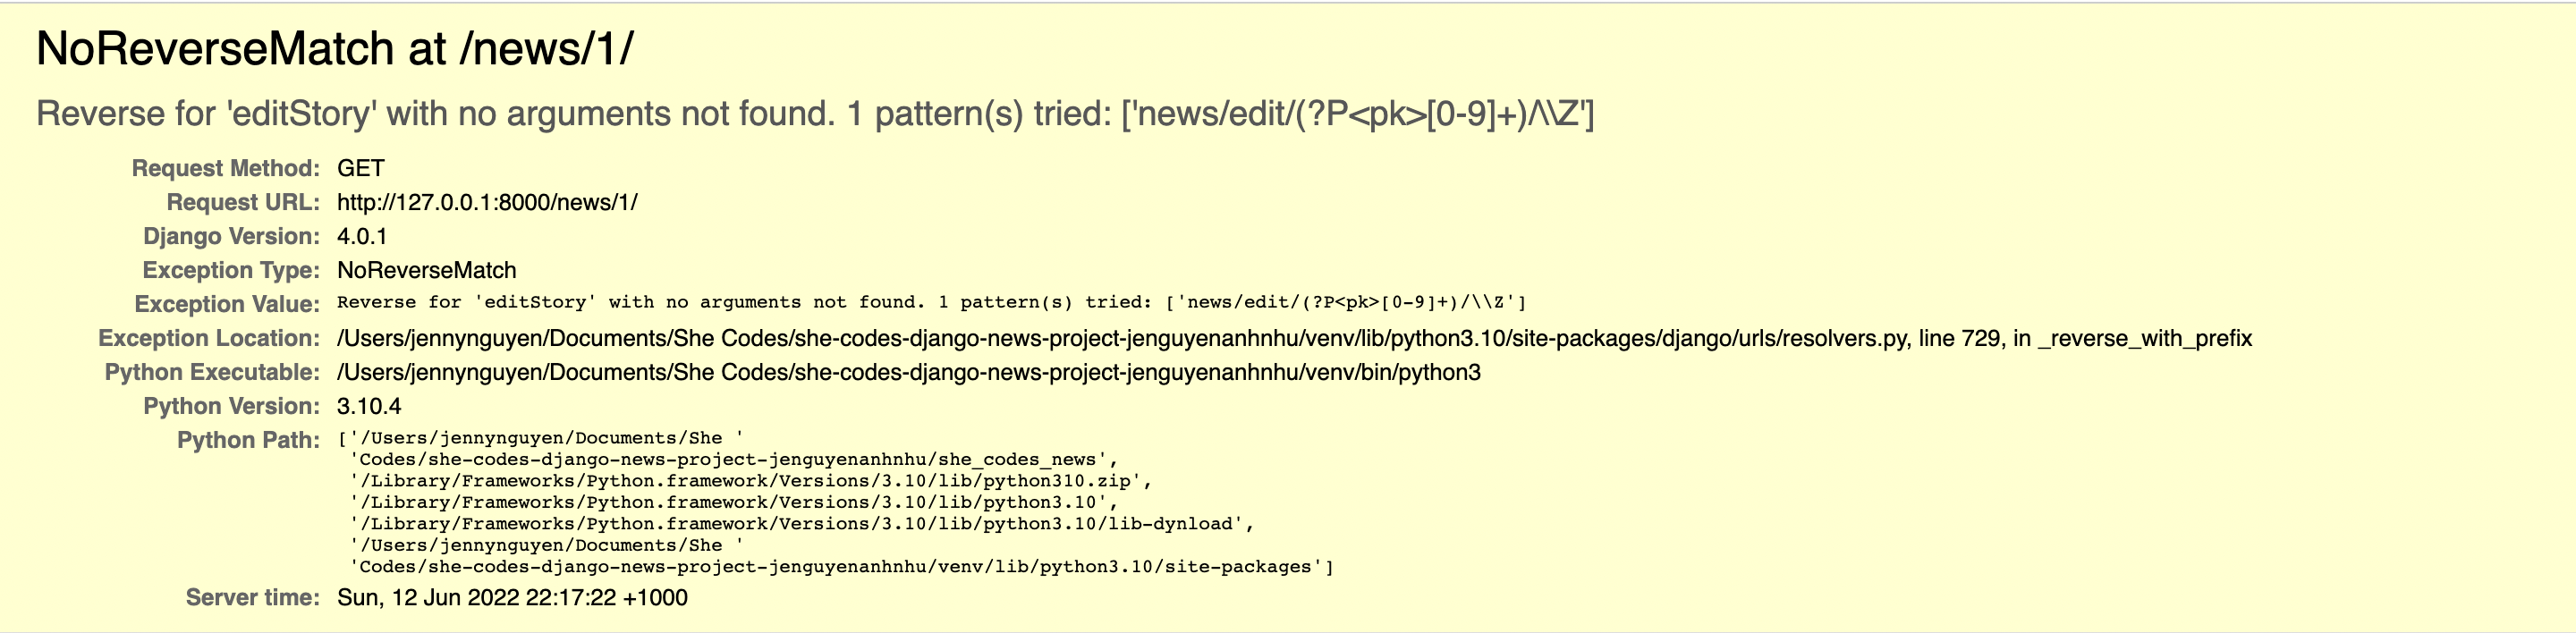 NoReverseMatch at /news/1/
Reverse for 'editStory' with no arguments not found. 1 pattern(s) tried: ['news/edit/(?P<pk>[0-9]+)/\\Z']
Request Method: GET
Request URL: http://127.0.0.1:8000/news/1/
Django Version: 4.0.1
Exception Type: NoReverseMatch
Exception Value: Reverse for 'editStory' with no arguments not found. 1 pattern(s) tried: ['news/edit/(?P<pk>[0-9]+)/\\Z']
Exception Location: /Users/jennynguyen/Documents/She Codes/she-codes-django-news-project-jenguyenanhnhu/venv/lib/python3.10/site-packages/django/urls/resolvers.py, line 729, in _reverse_with_prefix
Python Executable: /Users/jennynguyen/Documents/She Codes/she-codes-django-news-project-jenguyenanhnhu/venv/bin/python3
Python Version: 3.10.4
Python Path: ['/Users/jennynguyen/Documents/She '
'Codes/she-codes-django-news-project-jenguyenanhnhu/she_codes_news',
'/Library/Frameworks/Python.framework/Versions/3.10/lib/python310.zip',
'/Library/Frameworks/Python.framework/Versions/3.10/lib/python3.10',
'/Library/Frameworks/Python.framework/Versions/3.10/lib/python3.10/lib-dynload',
'/Users/jennynguyen/Documents/She '
'Codes/she-codes-django-news-project-jenguyenanhnhu/venv/lib/python3.10/site-packages']
Server time: Sun, 12 Jun 2022 22:17:22 +1000